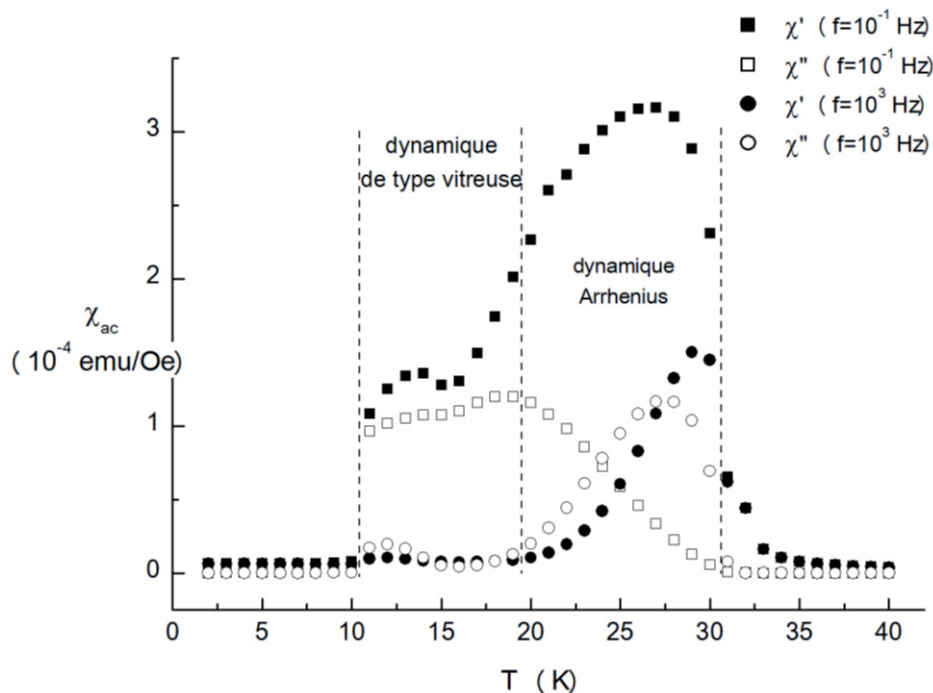 χ' ( f=10⁻¹ Hz)
χ" ( f=10⁻¹ Hz)
χ' ( f=10³ Hz)
χ" ( f=10³ Hz)
dynamique
de type vitreuse
dynamique
Arrhenius
χac
( 10⁻⁴ emu/Oe)
3
2
1
0
0 5 10 15 20 25 30 35 40
T ( K)